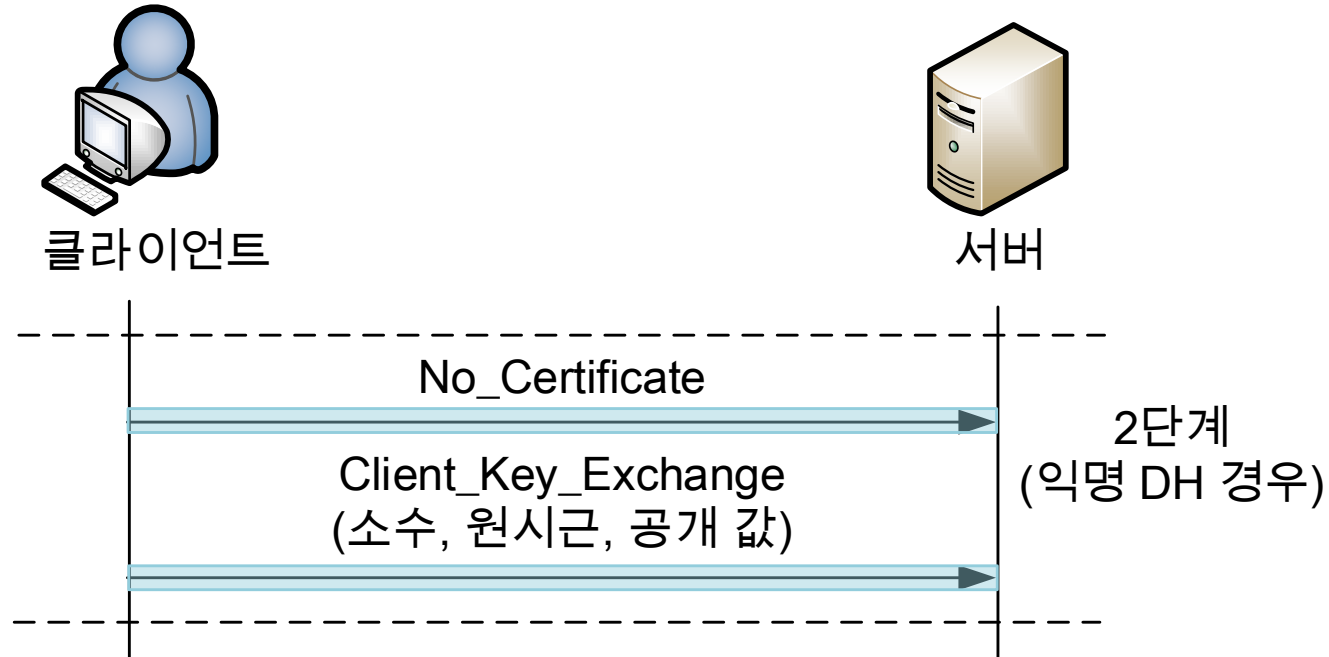 클라이언트
서버
No_Certificate
Client_Key_Exchange
(소수, 원시근, 공개 값)
2단계
(익명 DH 경우)